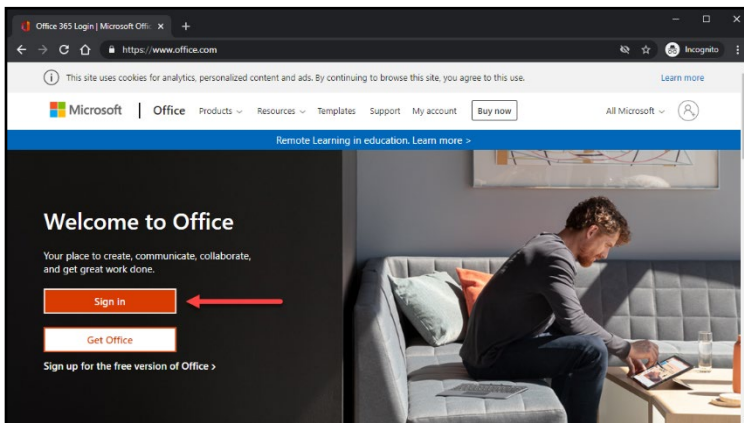 Office 365 Login | Microsoft Offic
https://www.office.com
Incognito
This site uses cookies for analytics, personalized content and ads. By continuing to browse this site, you agree to this use.
Learn more
Microsoft | Office Products Resources Templates Support My account Buy now All Microsoft
Remote Learning in education. Learn more >
Welcome to Office
Your place to create, communicate, collaborate,
and get great work done.
Sign in
Get Office
Sign up for the free version of Office >